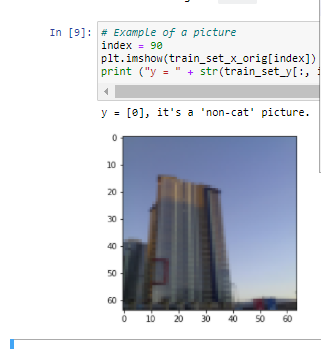 In [9]: # Example of a picture
index = 90
plt.imshow(train_set_x_orig[index])
print ("y = " + str(train_set_y[:,
y = [0], it's a 'non-cat' picture.
0
10
20
30
40
50
60
0 10 20 30 40 50 60